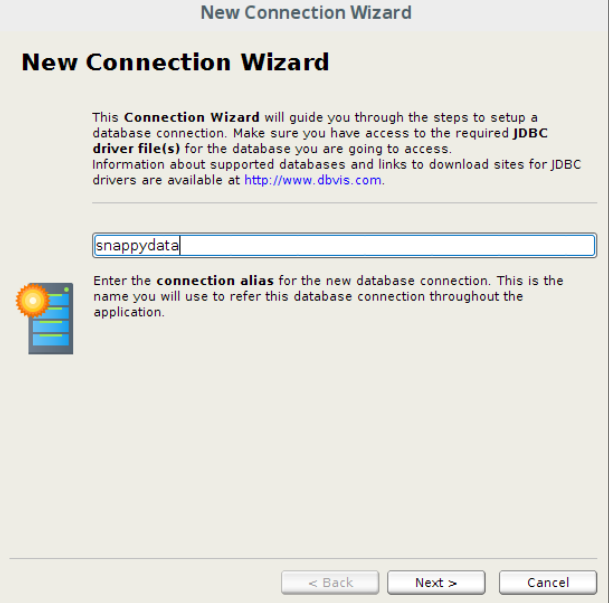 New Connection Wizard
New Connection Wizard
This Connection Wizard will guide you through the steps to setup a
database connection. Make sure you have access to the required JDBC
driver file(s) for the database you are going to access.
Information about supported databases and links to download sites for JDBC
drivers are available at http://www.dbvis.com.
snappydata
Enter the connection alias for the new database connection. This is the
name you will use to refer this database connection throughout the
application.
< Back Next > Cancel